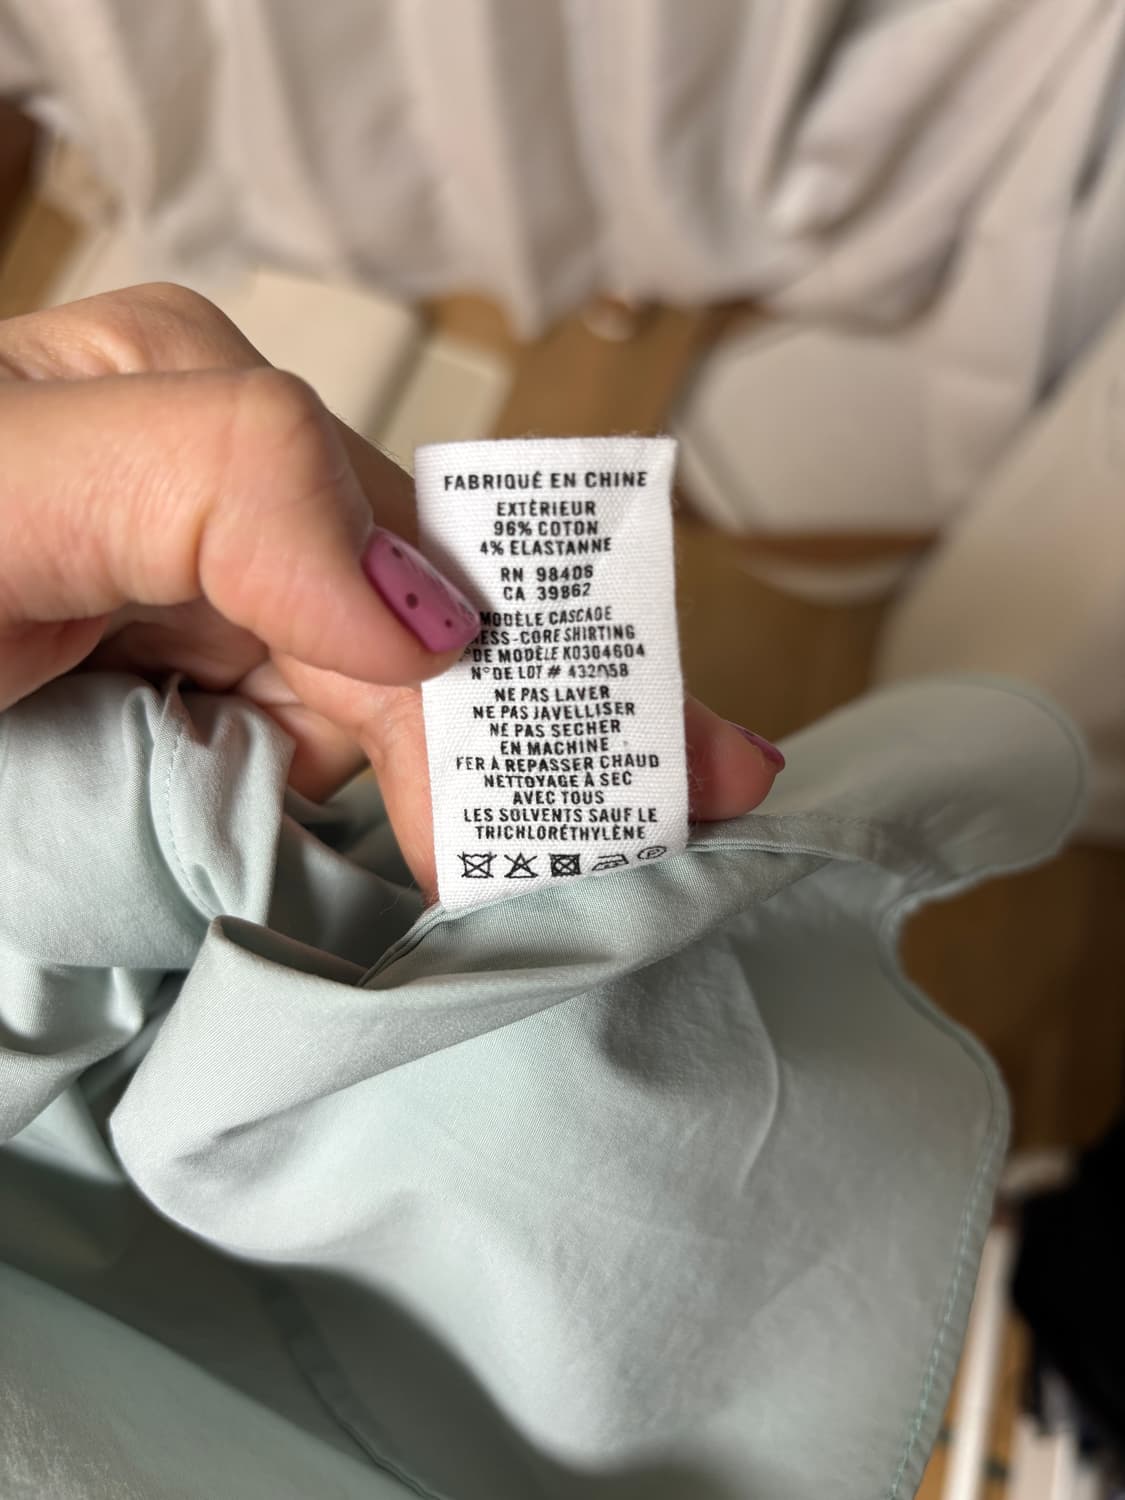 FABRIQUÉ EN CHINE
EXTÉRIEUR
96% COTON
4% ELASTANNE
RN 98408
CA 39862
MODÈLE CASCADE
ESS-CORE SHIRTING
N°DE MODÈLE K0304604
N°DE LOT # 432058
NE PAS LAVER
NE PAS JAVELLISER
NE PAS SECHER
EN MACHINE
FER À REPASSER CHAUD
NETTOYAGE À SEC
AVEC TOUS
LES SOLVENTS SAUF LE
TRICHLORÉTHYLÈNE
P